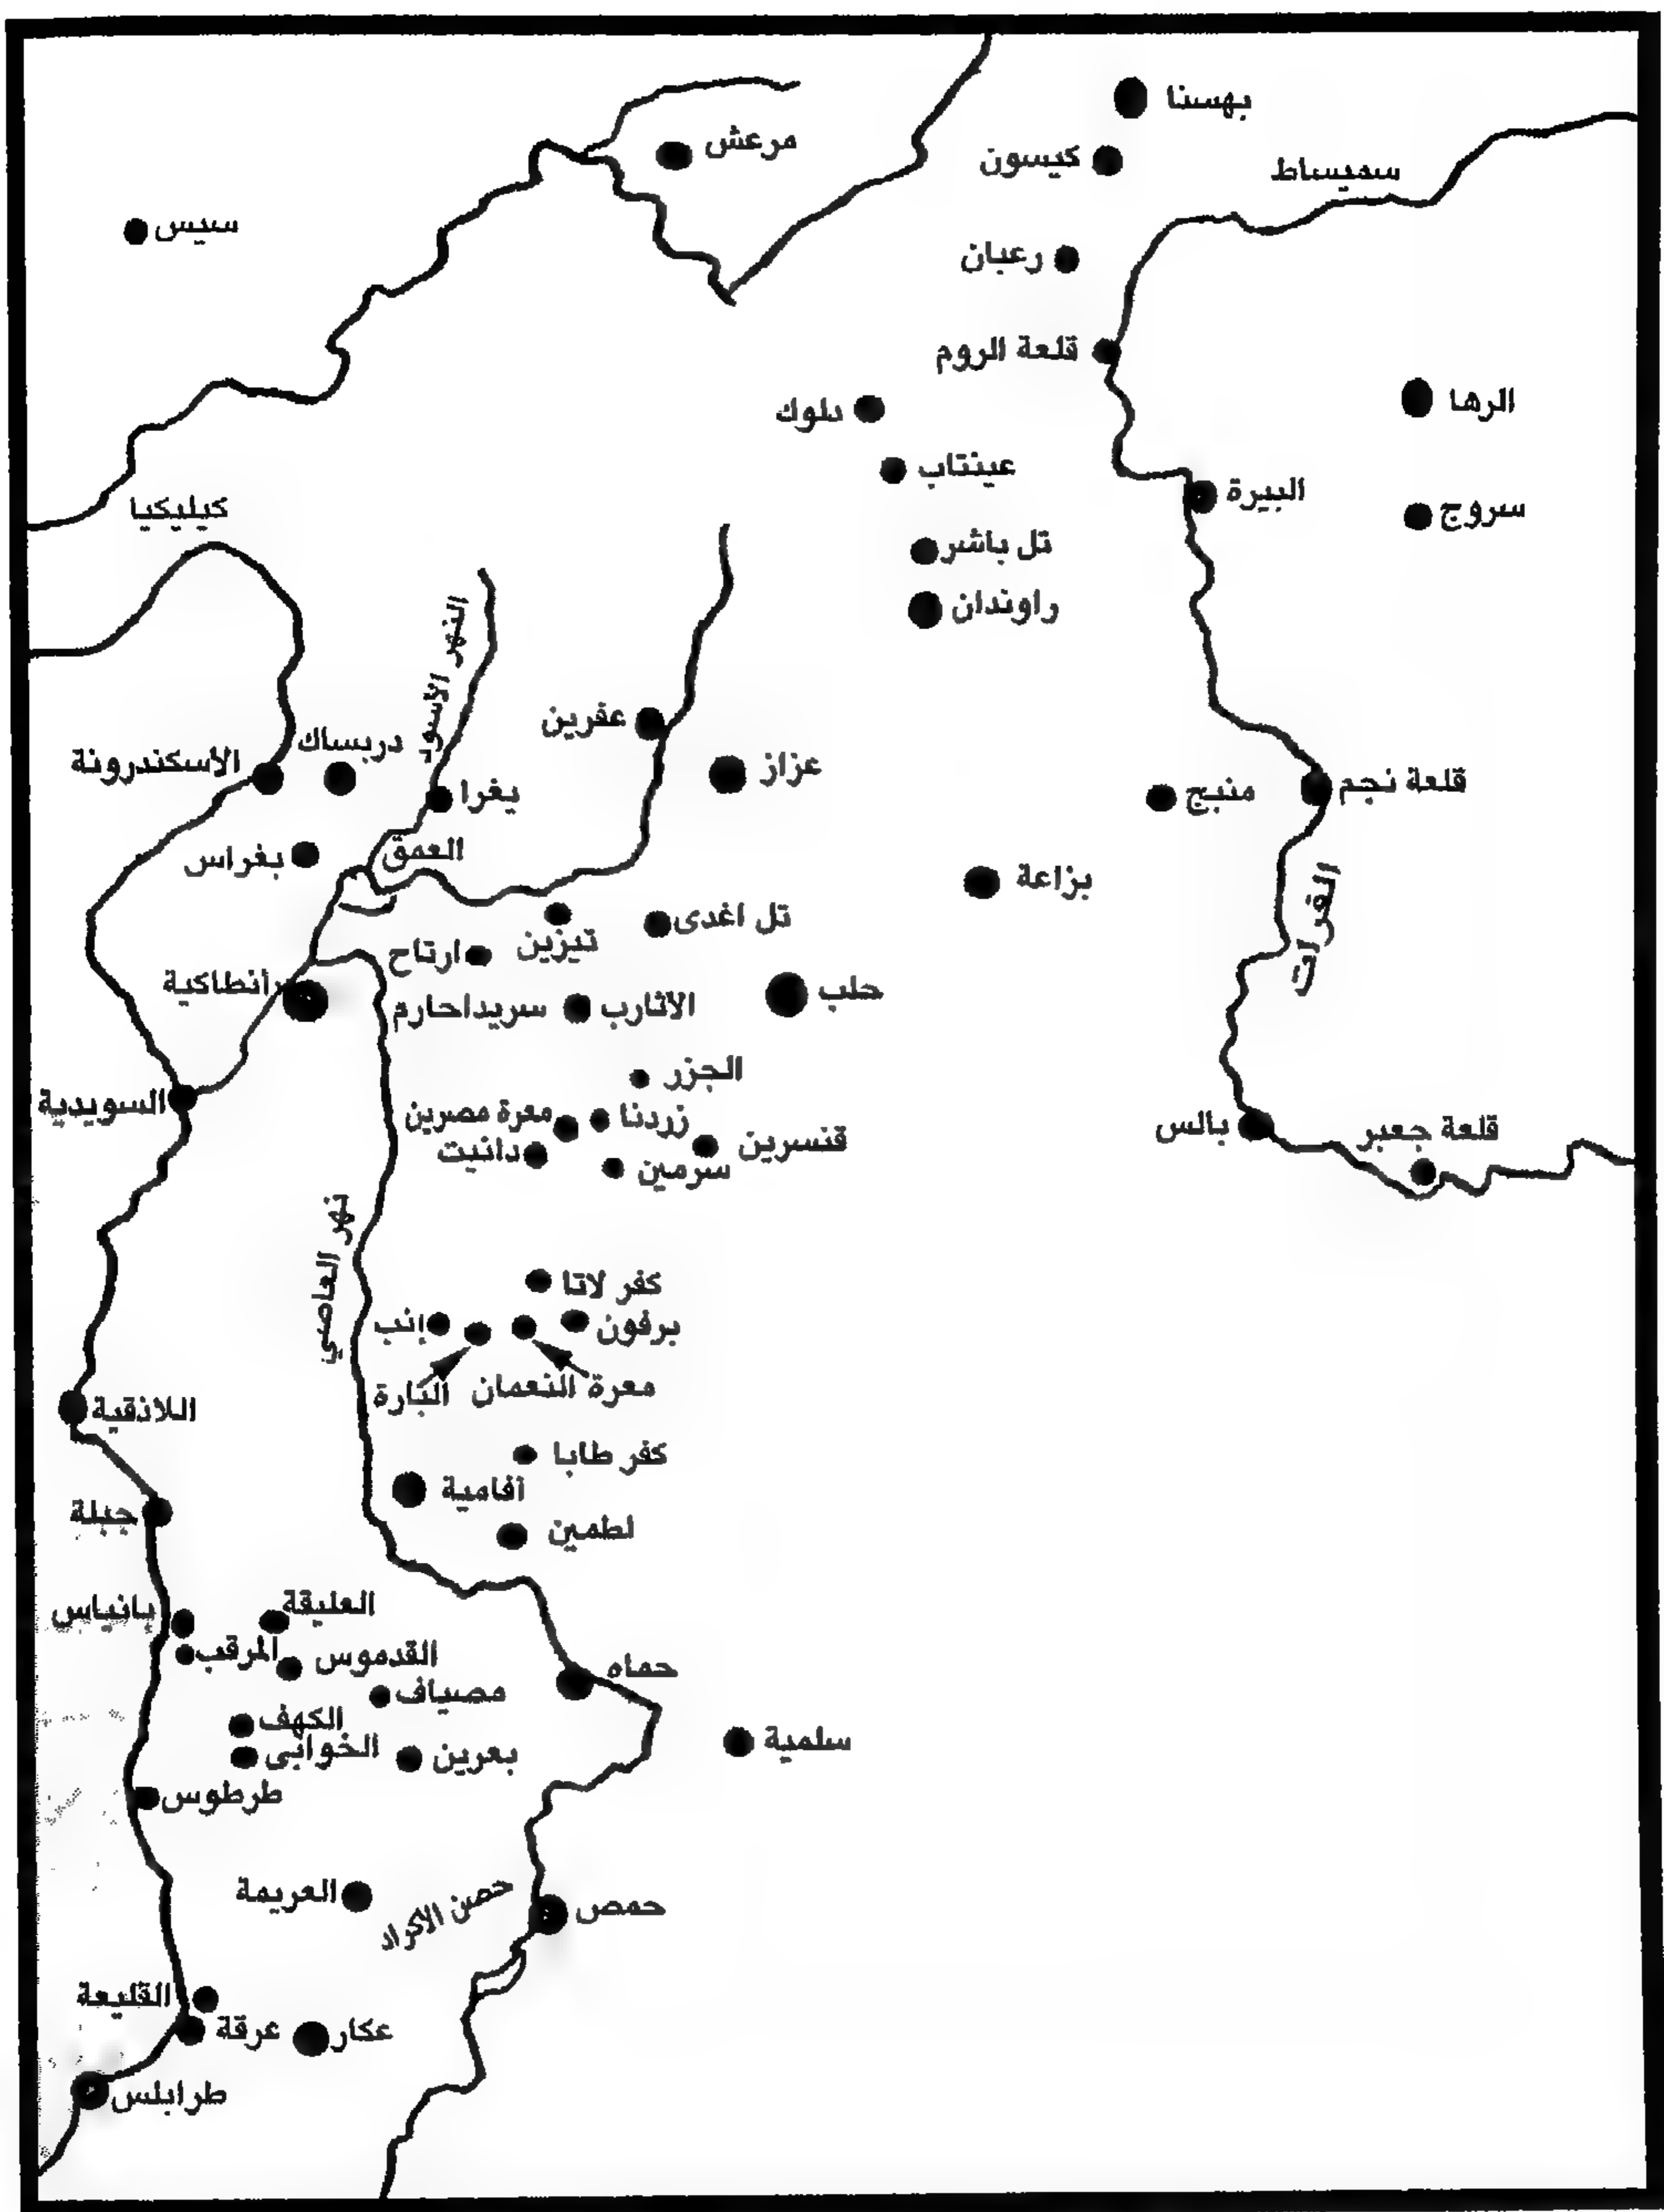 بهسنا
مرعش
كيسون
سميساط
سيس
رعبان
قلعة الروم
الرها
دلوك
عينتاب
البيرة
سروج
كيليكيا
تل باشر
راوندان
النهر الأسود
عفرين
دربساك
الأسكندرونة
عزاز
قلعة نجم
منبج
يغرا
العمق
بغراس
بزاعة
الفرات
تل اغدى
تيزين
ارتاح
أنطاكية
حلب
الأثارب
سريداحارم
الجزر
السويدية
معرة مصرين
زردنا
قنسرين
دانيت
سرمين
بالس
قلعة جعبر
نهر العاصي
كفر لاتا
إنب
برفون
البارة
معرة النعمان
اللاذقية
كفر طابا
أفامية
جبلة
لطمين
بانياس
العليقة
المرقب
القدموس
حماه
مصياف
الكهف
الخوابي
بعرين
سلمية
طرطوس
العريمة
حصن الأكراد
حمص
القليعة
عرقة
عكار
طرابلس